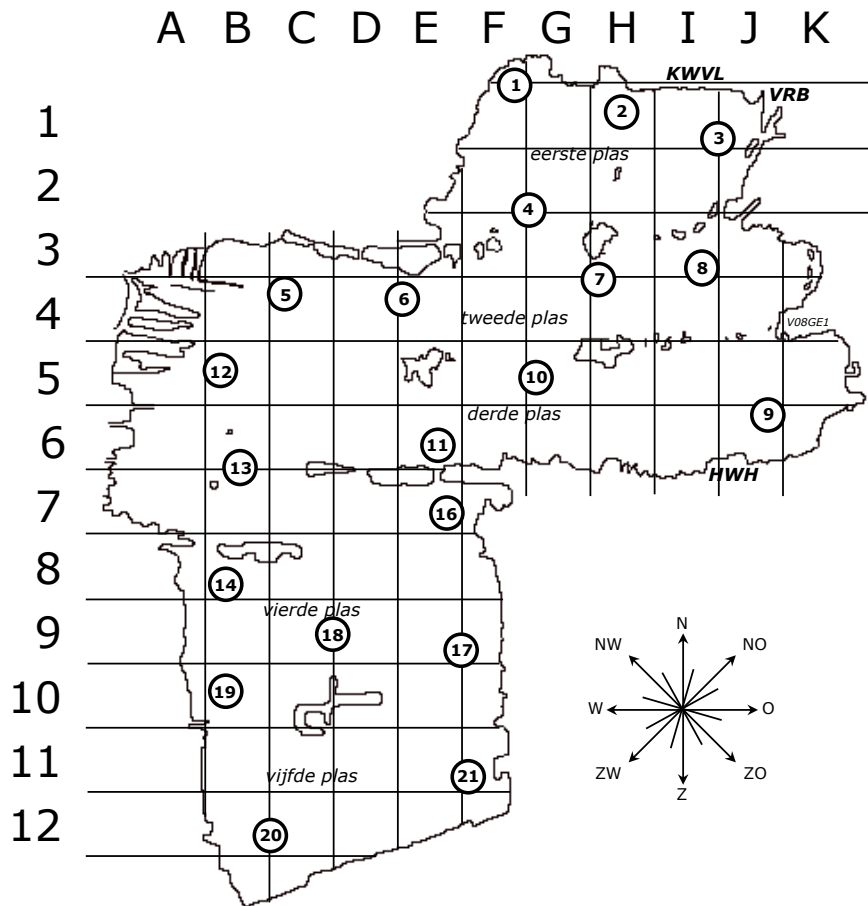 A B C D E F G H I J K
KWVL
1
VRB
2
1
3
eerste plas
2
4
3
8
7
5
6
4
tweede plas
V08GE1
12
10
5
derde plas
9
11
6
13
HWH
7
16
8
14
vierde plas
18
9
17
N
NW
NO
19
10
W
O
11
vijfde plas
21
ZW
ZO
Z
12
20